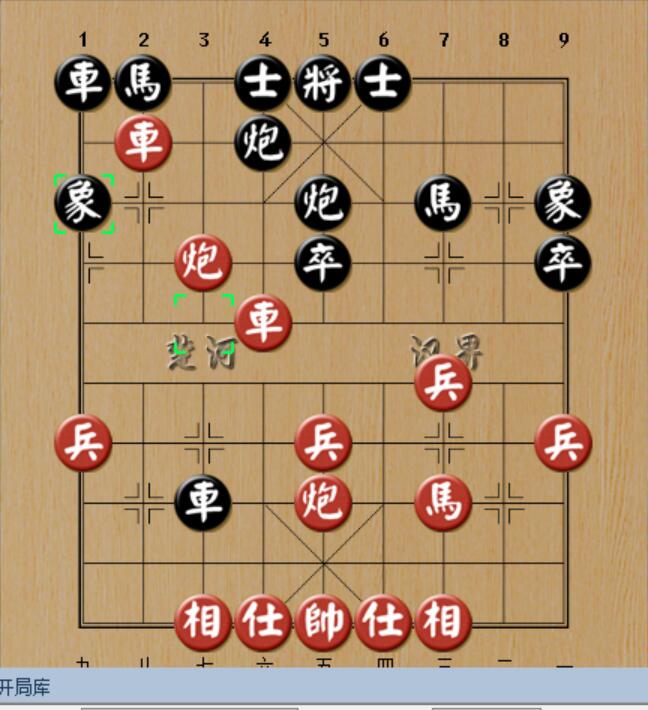 1 2 3 4 5 6 7 8 9
車 馬 士 將 士
車 炮
象 炮 馬 象
炮 卒 卒
車
楚河 汉界
兵
兵 兵 兵
車 炮 馬
相 仕 帥 仕 相
九 八 七 六 五 四 三 二 一
开局库